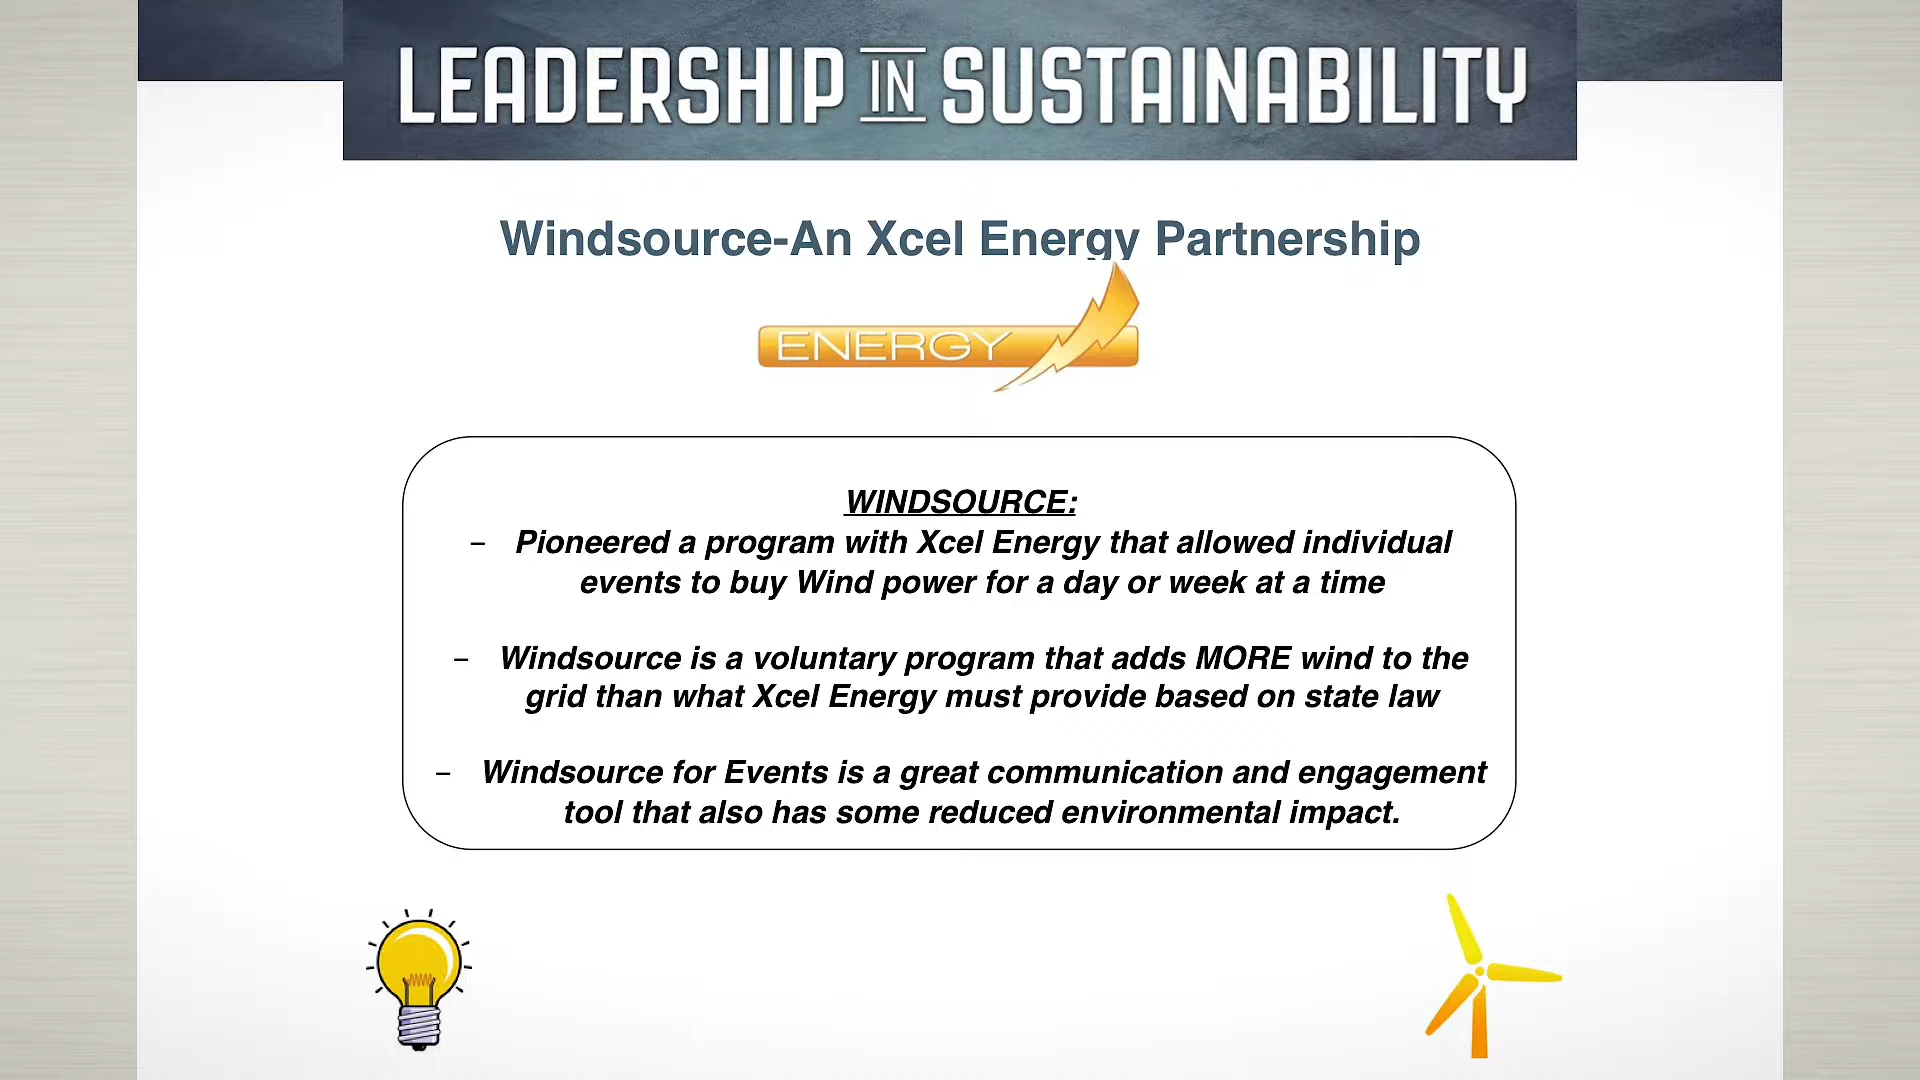 LEADERSHIP IN SUSTAINABILITY
Windsource-An Xcel Energy Partnership
ENERGY
WINDSOURCE:
– Pioneered a program with Xcel Energy that allowed individual
events to buy Wind power for a day or week at a time
– Windsource is a voluntary program that adds MORE wind to the
grid than what Xcel Energy must provide based on state law
– Windsource for Events is a great communication and engagement
tool that also has some reduced environmental impact.